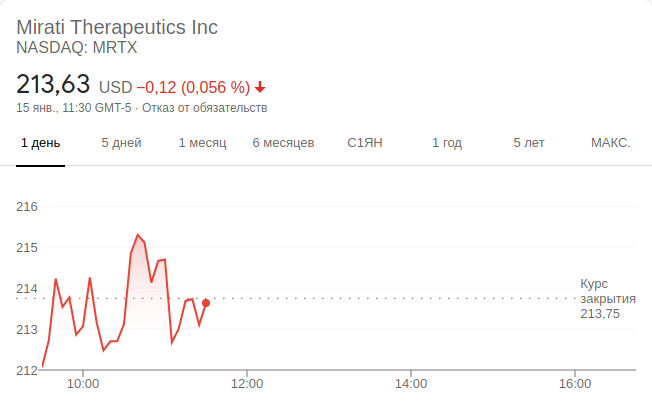 Mirati Therapeutics Inc
NASDAQ: MRTX
213,63 USD −0,12 (0,056 %)
15 янв., 11:30 GMT-5 · Отказ от обязательств
1 день 5 дней 1 месяц 6 месяцев С1ЯН 1 год 5 лет МАКС.
216
215
214
213
212
Курс
закрытия
213,75
10:00 12:00 14:00 16:00